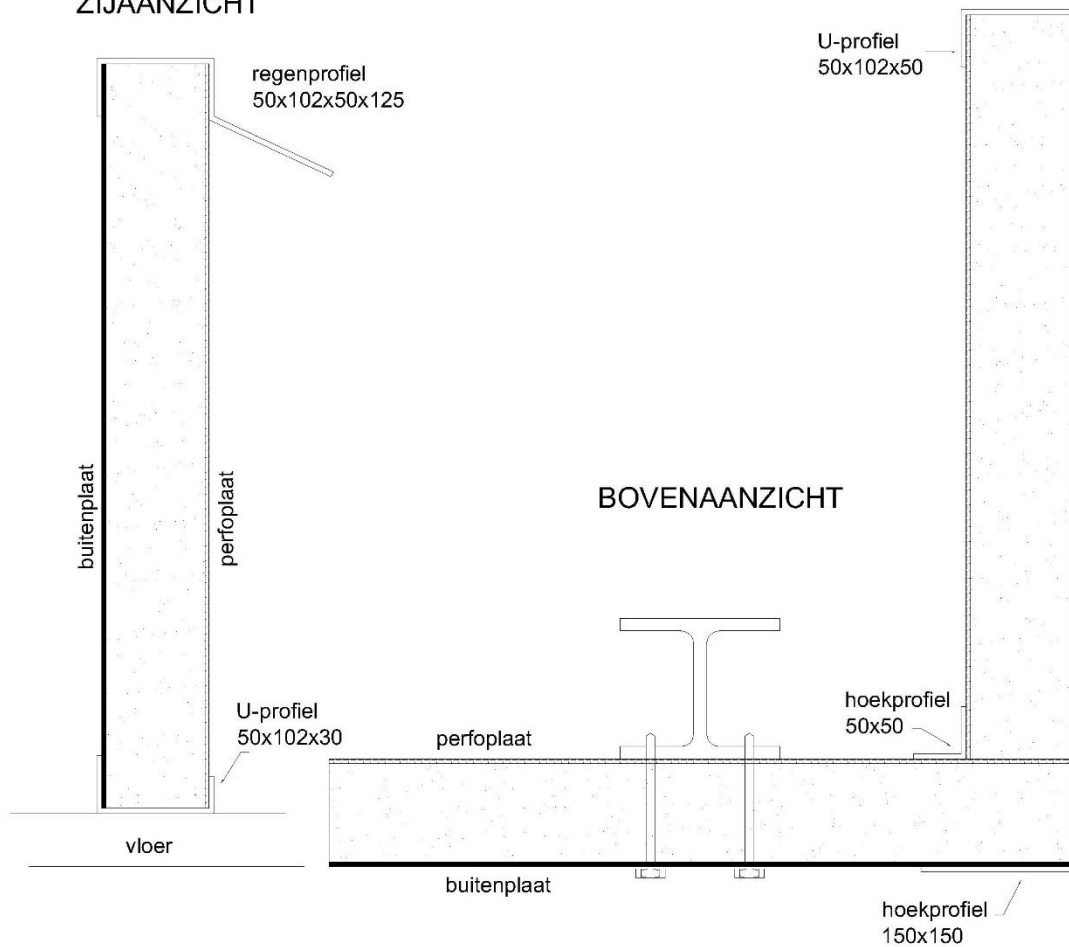 ZIJAANZICHT
regenprofiel
50x102x50x125
U-profiel
50x102x50
buitenplaat
perfoplaat
BOVENAANZICHT
U-profiel
50x102x30
perfoplaat
hoekprofiel
50x50
vloer
buitenplaat
hoekprofiel
150x150